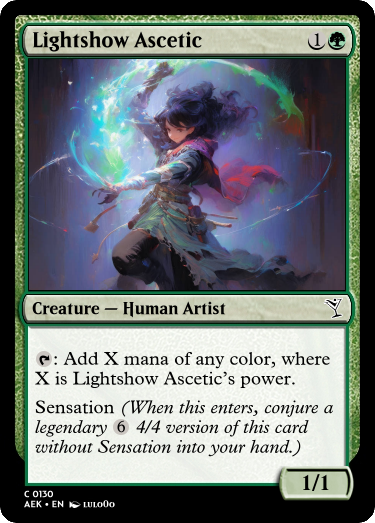 Lightshow Ascetic 1
Creature — Human Artist
: Add X mana of any color, where
X is Lightshow Ascetic's power.
Sensation (When this enters, conjure a
legendary 6 4/4 version of this card
without Sensation into your hand.)
1/1
C 0130
AEK • EN LULO0o